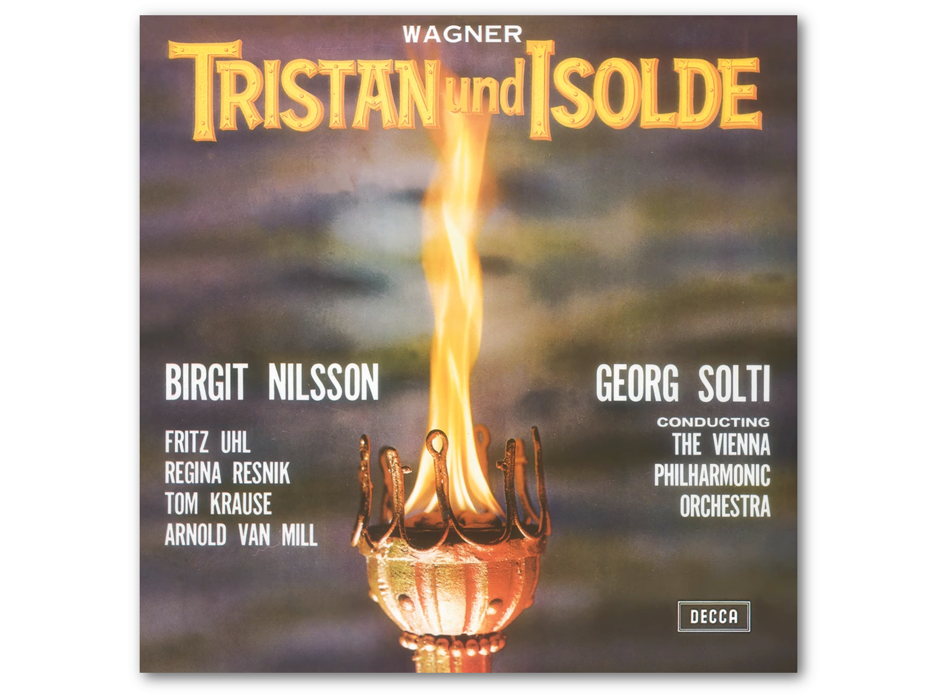 WAGNER
TRISTAN und ISOLDE
BIRGIT NILSSON
FRITZ UHL
REGINA RESNIK
TOM KRAUSE
ARNOLD VAN MILL
GEORG SOLTI
CONDUCTING
THE VIENNA
PHILHARMONIC
ORCHESTRA
DECCA